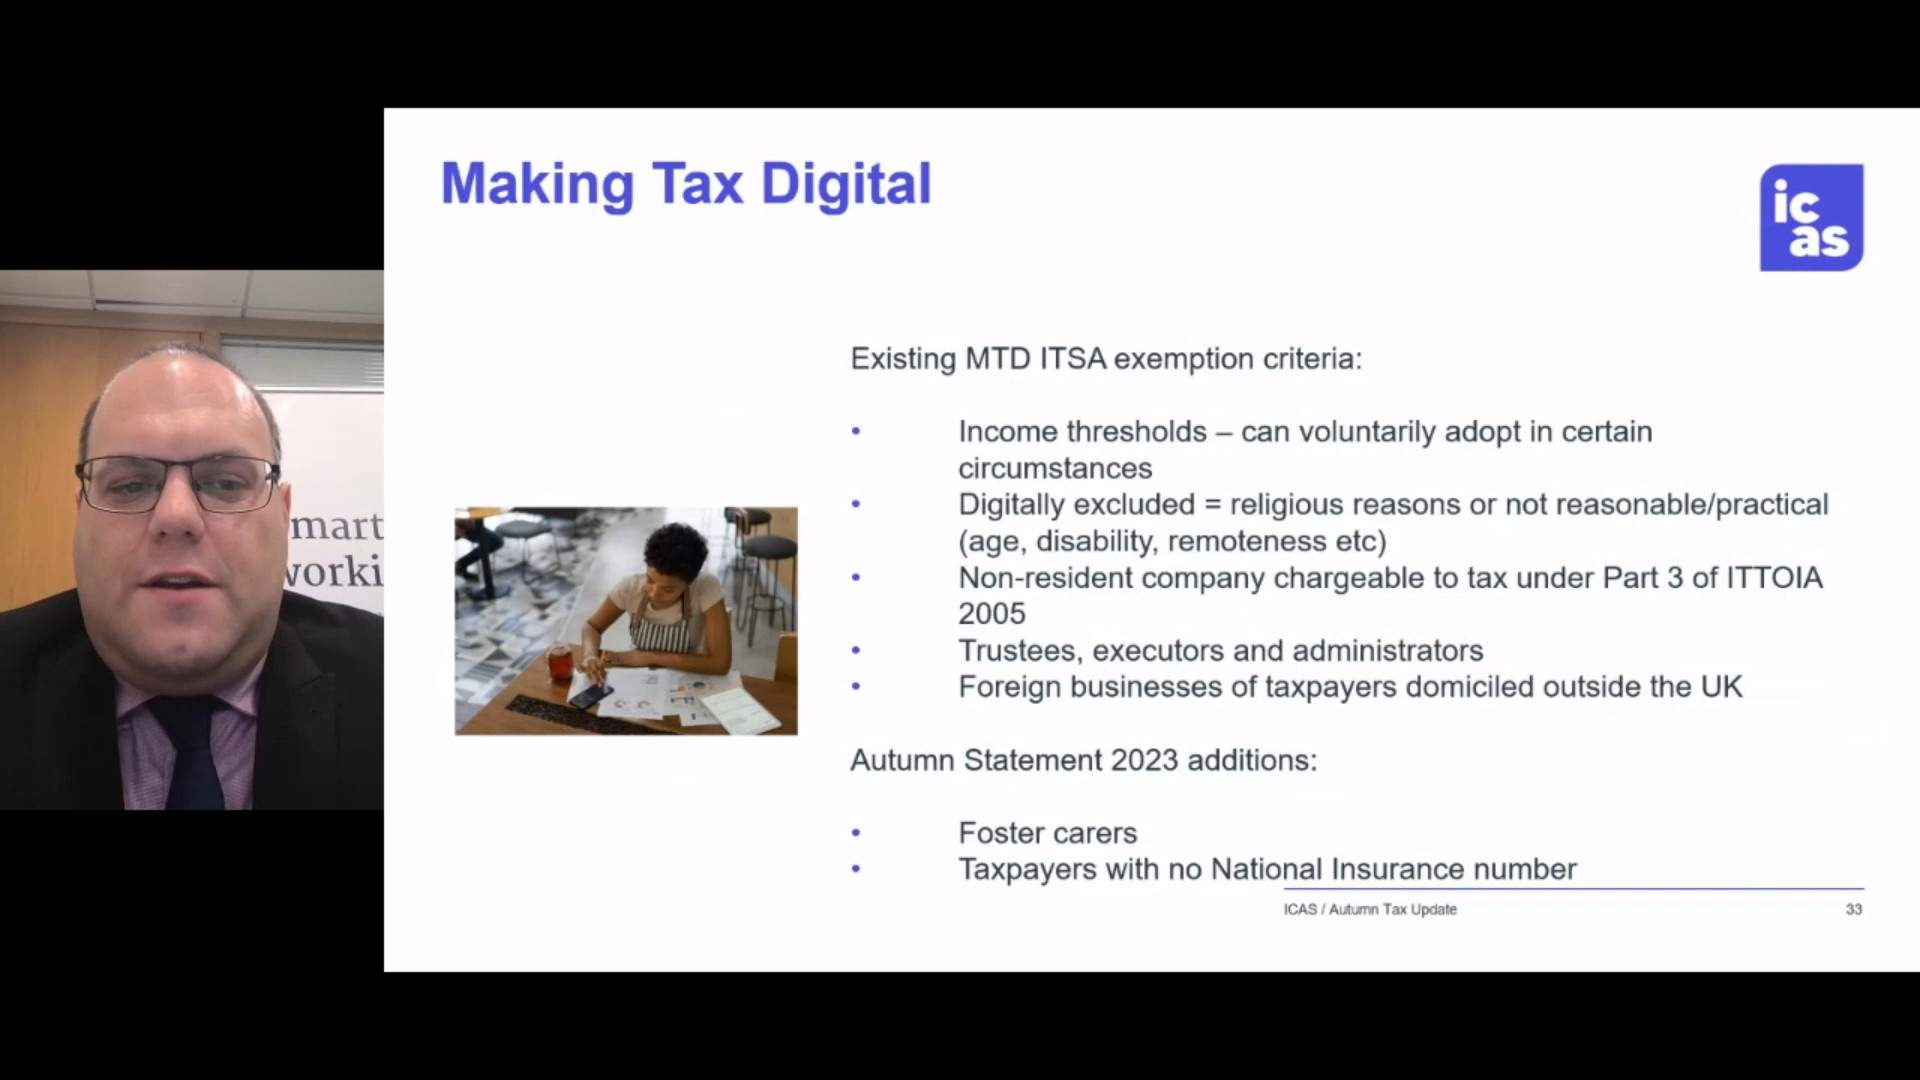 Making Tax Digital
ic
as
mart
worki
Existing MTD ITSA exemption criteria:
• Income thresholds – can voluntarily adopt in certain
circumstances
• Digitally excluded = religious reasons or not reasonable/practical
(age, disability, remoteness etc)
• Non-resident company chargeable to tax under Part 3 of ITTOIA
2005
• Trustees, executors and administrators
• Foreign businesses of taxpayers domiciled outside the UK
Autumn Statement 2023 additions:
• Foster carers
• Taxpayers with no National Insurance number
ICAS / Autumn Tax Update
33